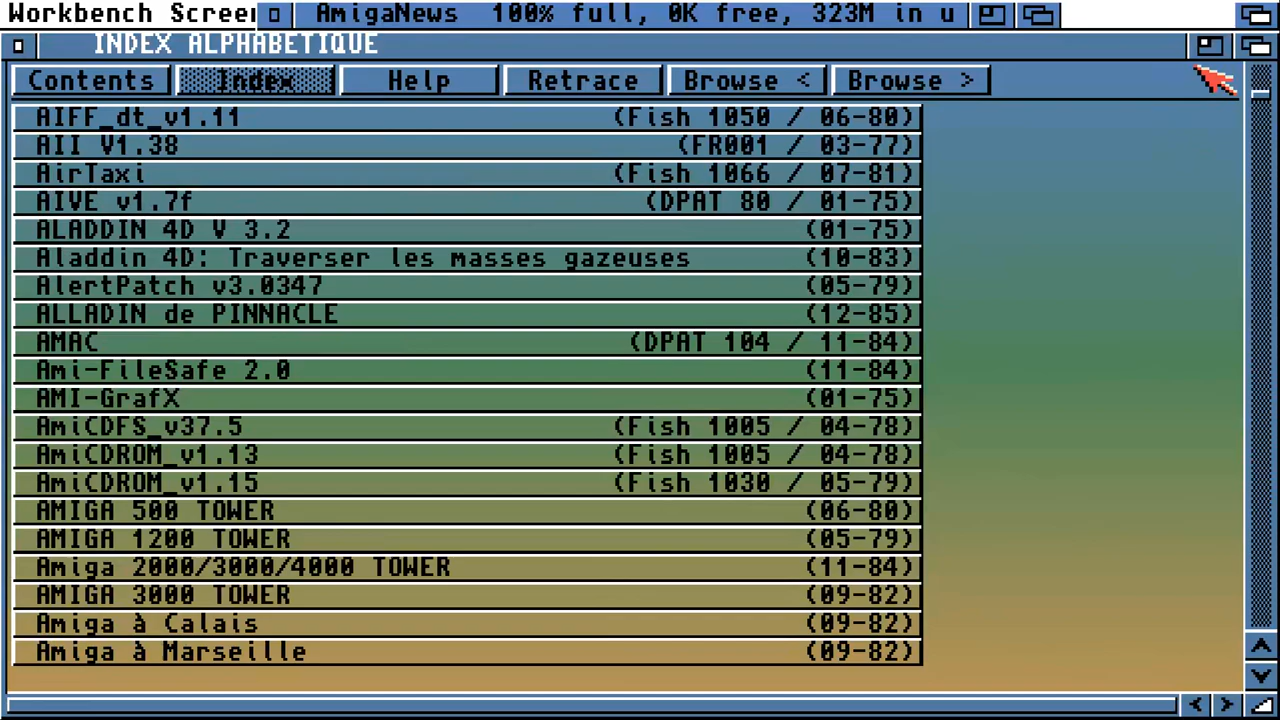 Workbench Screen
AmigaNews 100% full, 0K free, 323M in u
INDEX ALPHABETIQUE
Contents Index Help Retrace Browse < Browse >
AIFF_dt_v1.11 (Fish 1050 / 06-80)
AII V1.38 (FR001 / 03-77)
AirTaxi (Fish 1066 / 07-81)
AIVE v1.7f (DPAT 80 / 01-75)
ALADDIN 4D V 3.2 (01-75)
Aladdin 4D: Traverser les masses gazeuses (10-83)
AlertPatch v3.0347 (05-79)
ALLADIN de PINNACLE (12-85)
AMAC (DPAT 104 / 11-84)
Ami-FileSafe 2.0 (11-84)
AMI-GrafX (01-75)
AmiCDFS_v37.5 (Fish 1005 / 04-78)
AmiCDROM_v1.13 (Fish 1005 / 04-78)
AmiCDROM_v1.15 (Fish 1030 / 05-79)
AMIGA 500 TOWER (06-80)
AMIGA 1200 TOWER (05-79)
Amiga 2000/3000/4000 TOWER (11-84)
AMIGA 3000 TOWER (09-82)
Amiga à Calais (09-82)
Amiga à Marseille (09-82)